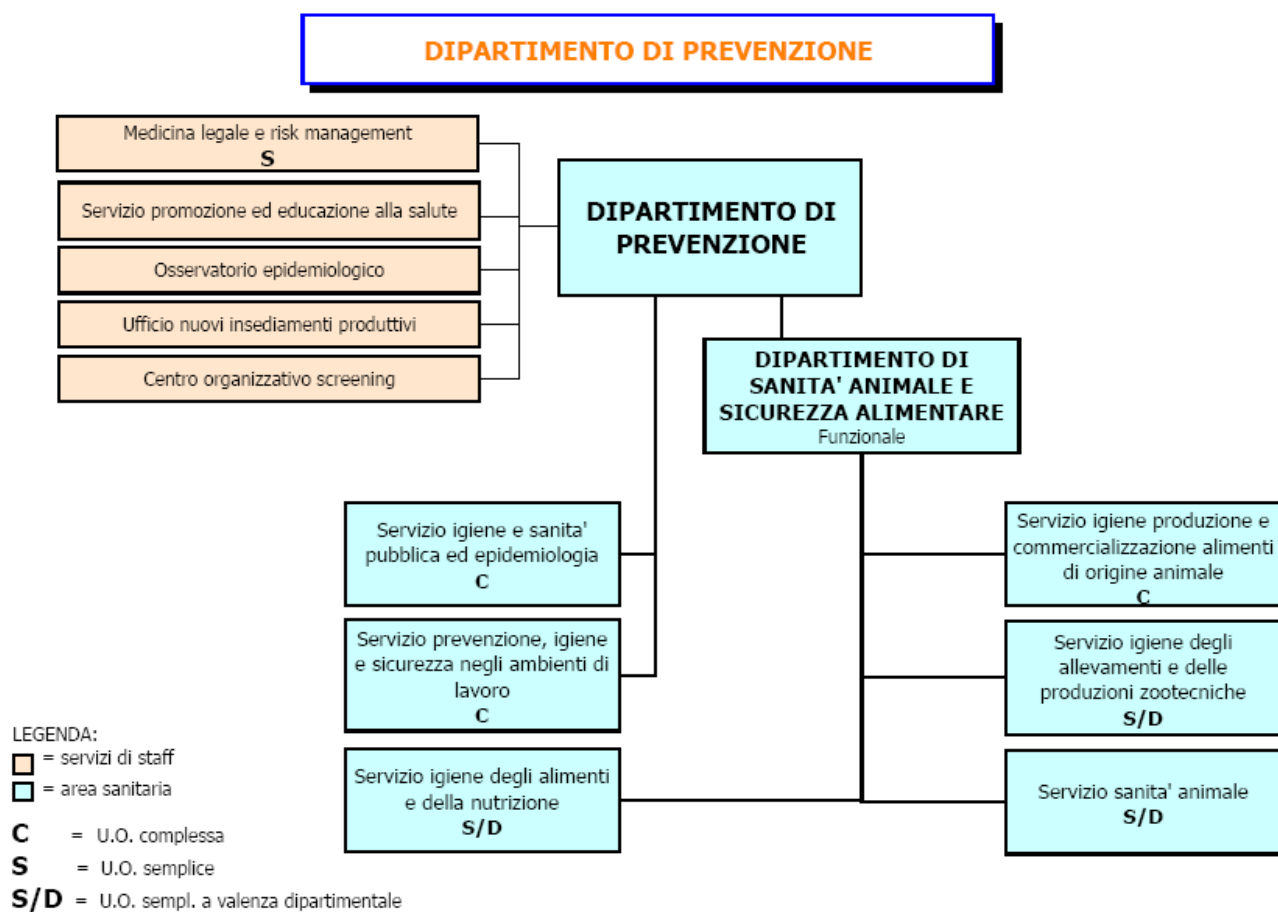 DIPARTIMENTO DI PREVENZIONE
Medicina legale e risk management
S
Servizio promozione ed educazione alla salute
Osservatorio epidemiologico
Ufficio nuovi insediamenti produttivi
Centro organizzativo screening
DIPARTIMENTO DI
PREVENZIONE
DIPARTIMENTO DI
SANITA' ANIMALE E
SICUREZZA ALIMENTARE
Funzionale
Servizio igiene e sanita'
pubblica ed epidemiologia
C
Servizio prevenzione, igiene
e sicurezza negli ambienti di
lavoro
C
Servizio igiene degli alimenti
e della nutrizione
S/D
Servizio igiene produzione e
commercializzazione alimenti
di origine animale
C
Servizio igiene degli
allevamenti e delle
produzioni zootecniche
S/D
Servizio sanita' animale
S/D
LEGENDA:
= servizi di staff
= area sanitaria
C = U.O. complessa
S = U.O. semplice
S/D = U.O. sempl. a valenza dipartimentale